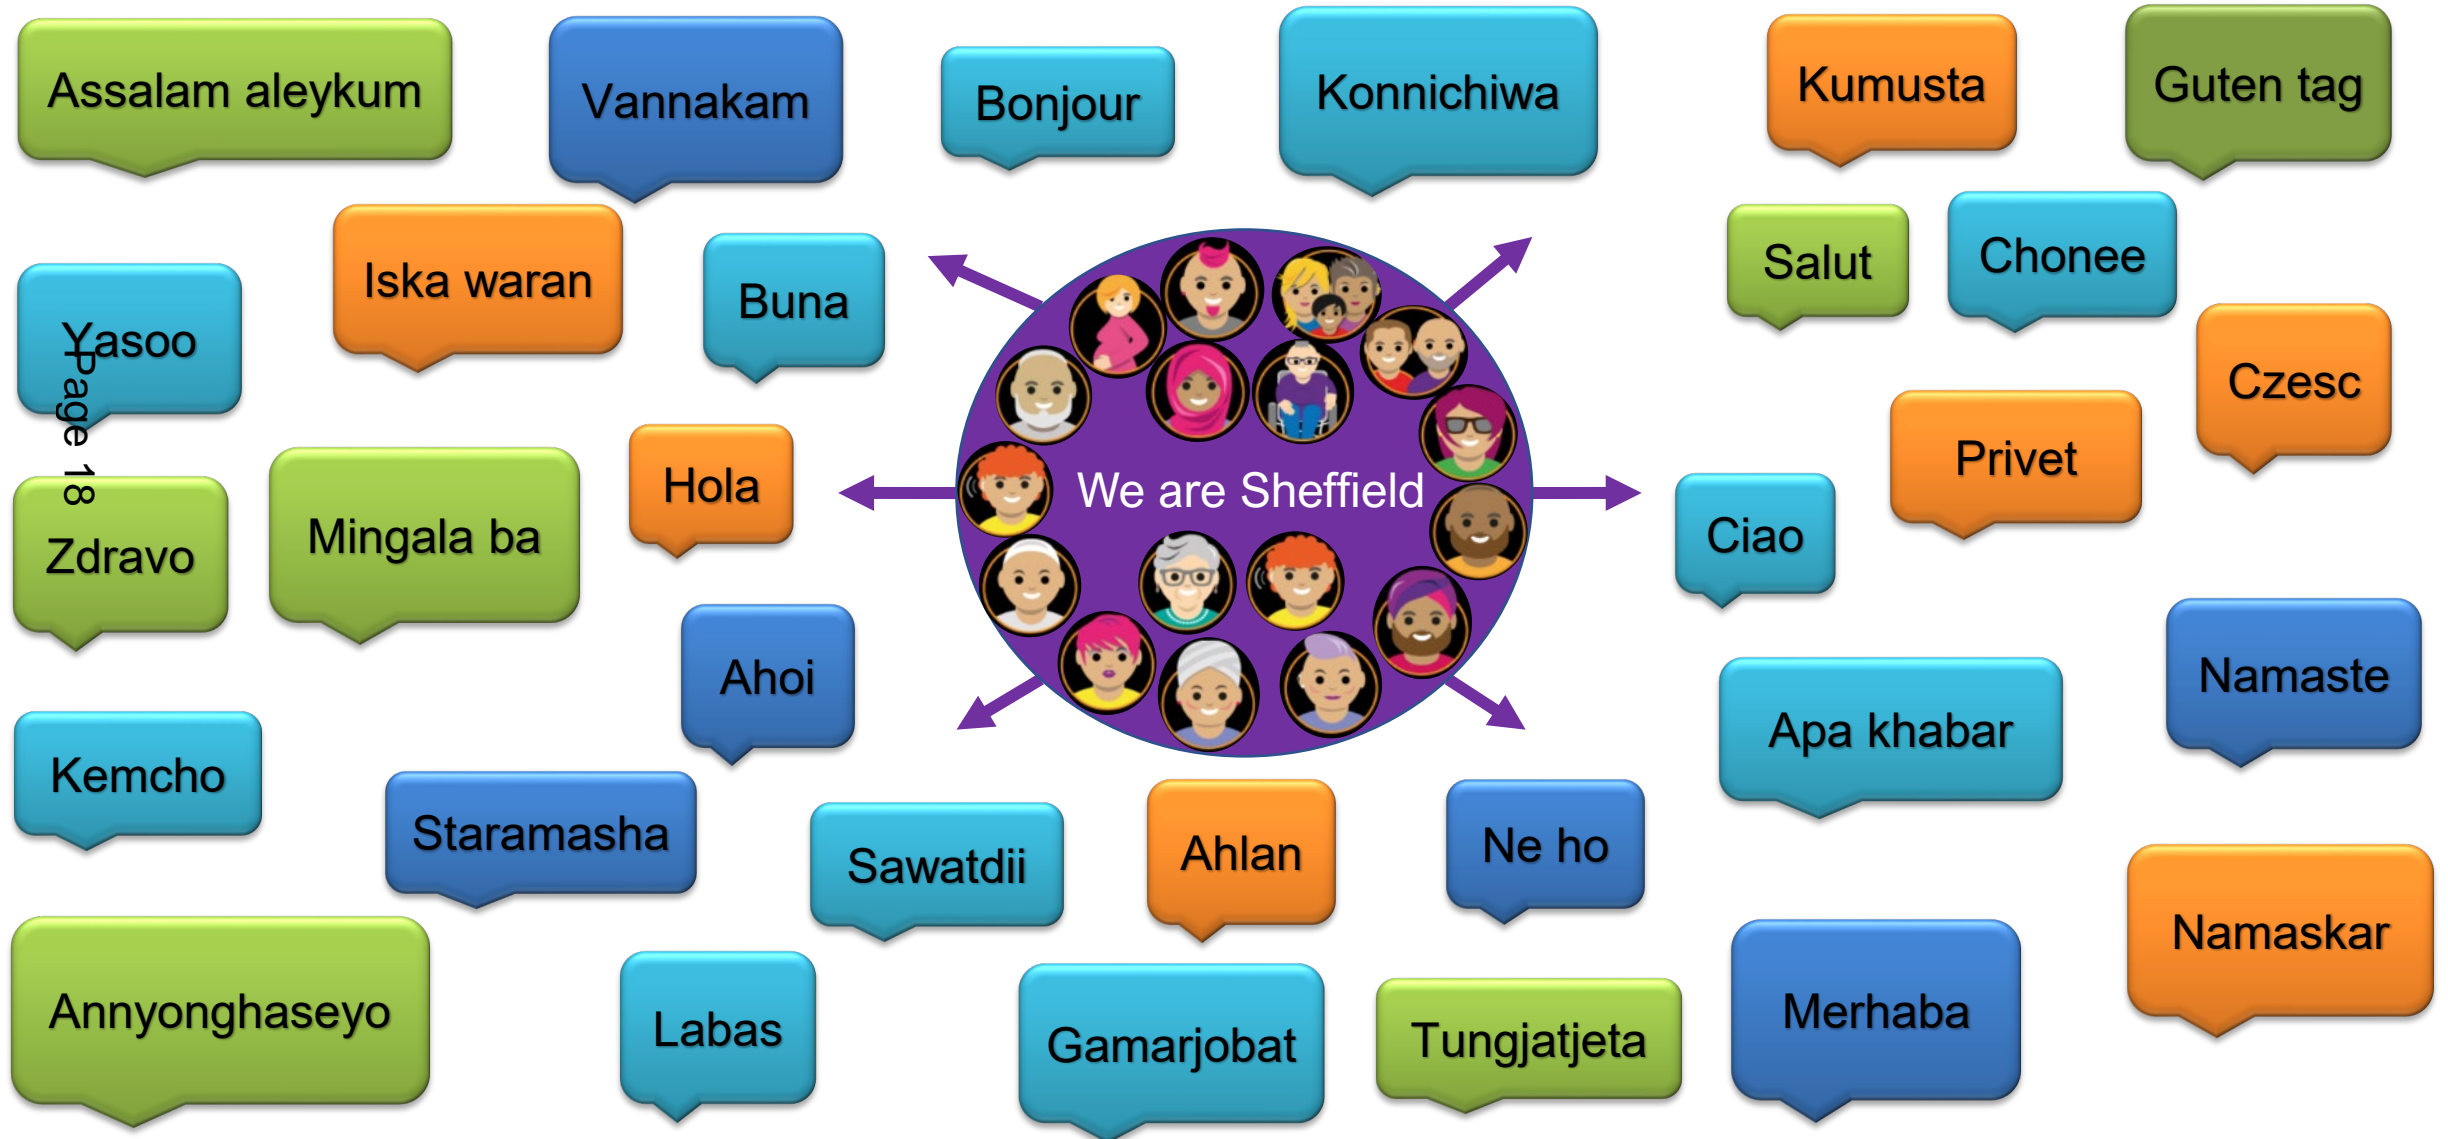 Assalam aleykum
Vannakam
Bonjour
Konnichiwa
Kumusta
Guten tag
Yasoo
Iska waran
Buna
Salut
Chonee
Czesc
Page 18
Zdravo
Mingala ba
Hola
We are Sheffield
Privet
Ciao
Ahoi
Namaste
Apa khabar
Kemcho
Staramasha
Sawatdii
Ahlan
Ne ho
Namaskar
Annyonghaseyo
Labas
Gamarjobat
Tungjatjeta
Merhaba